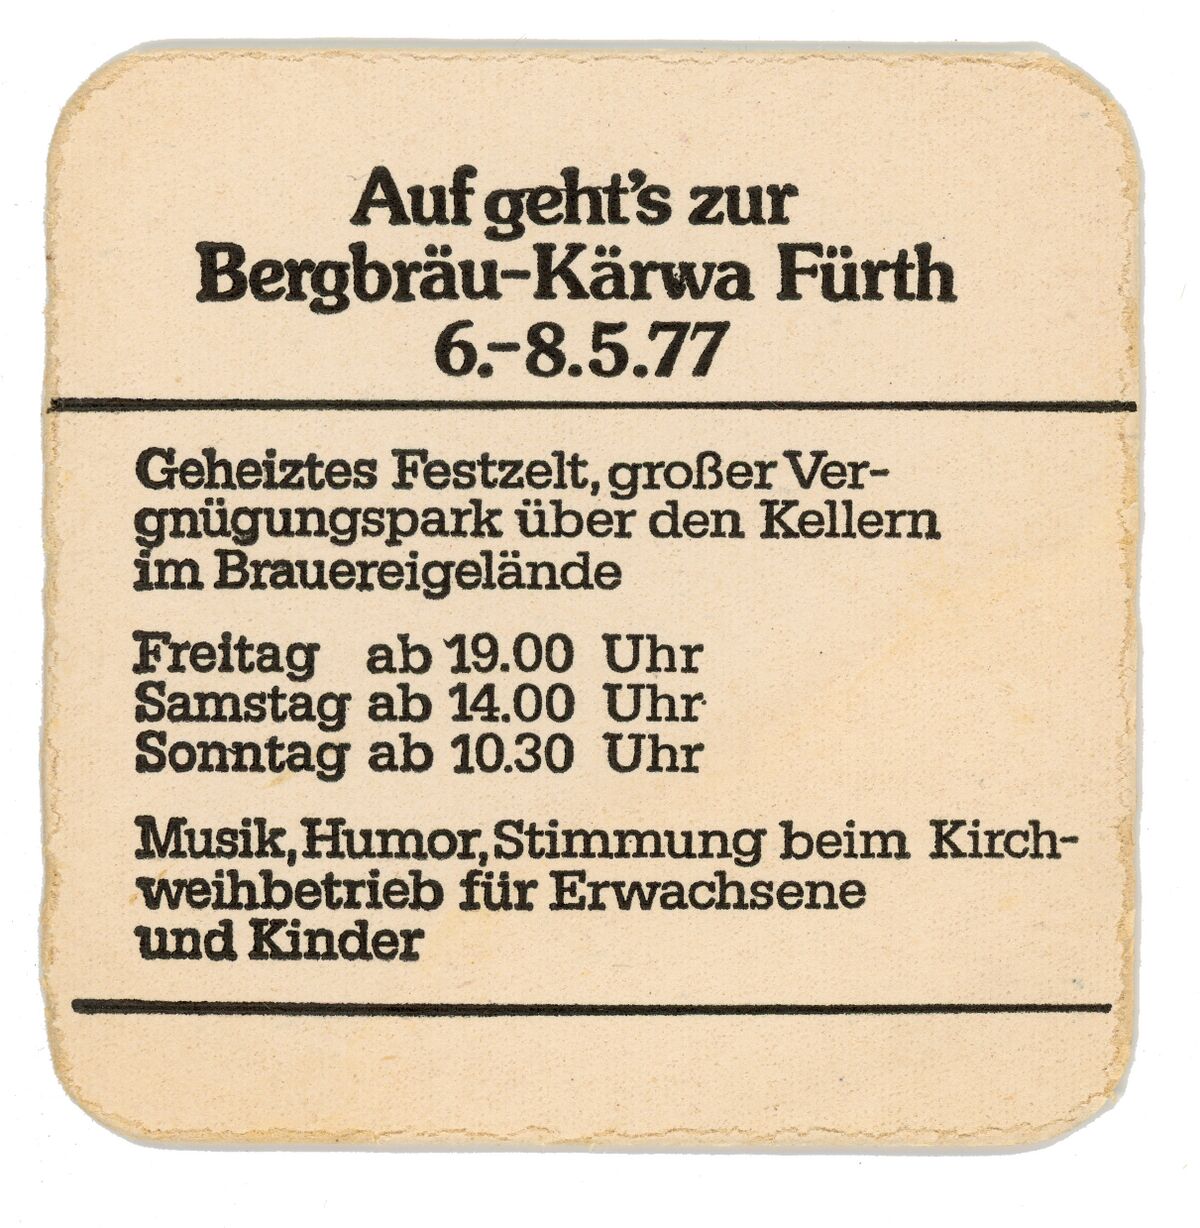 Auf geht's zur
Bergbräu-Kärwa Fürth
6.-8.5.77
Geheiztes Festzelt, großer Ver-
gnügungspark über den Kellern
im Brauereigelände
Freitag ab 19.00 Uhr
Samstag ab 14.00 Uhr
Sonntag ab 10.30 Uhr
Musik, Humor, Stimmung beim Kirch-
weihbetrieb für Erwachsene
und Kinder